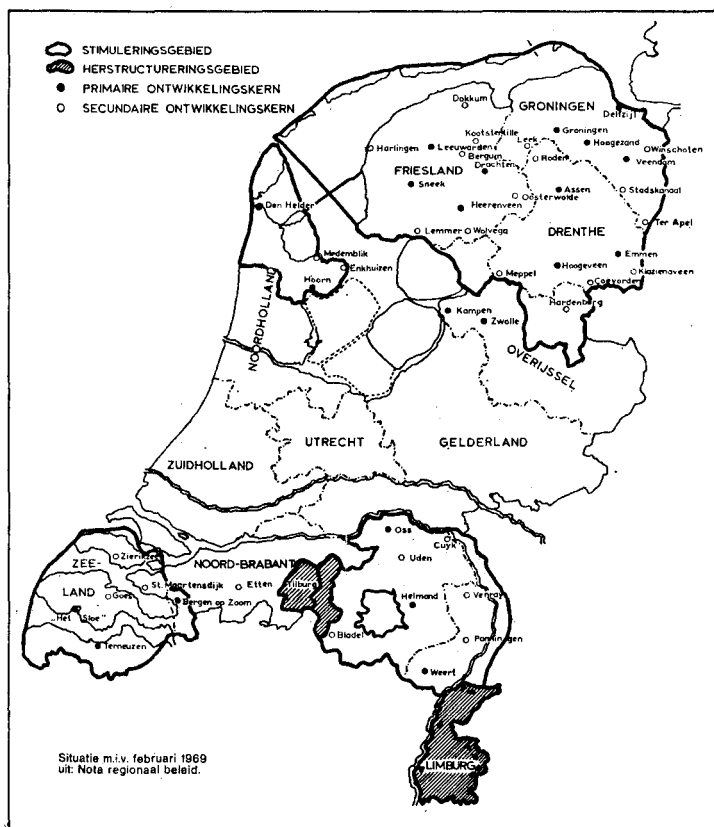 STIMULERINGSGEBIED
HERSTRUCTURERINGSGEBIED
PRIMAIRE ONTWIKKELINGSKERN
SECUNDAIRE ONTWIKKELINGSKERN
Dokkum
GRONINGEN
Delfzijl
Kootstertille
Groningen
Harlingen
Leeuwarden
Leek
Hoogezand
Winschoten
Bergum
Roden
Veendam
Drachten
FRIESLAND
Sneek
Assen
Stadskanaal
Oosterwolde
Den Helder
Heerenveen
Ter Apel
Lemmer
Wolvega
DRENTHE
Medemblik
Emmen
Enkhuizen
Hoogeveen
Klazienaveen
Meppel
Hoorn
Coevorden
Hardenberg
Kampen
Zwolle
NOORDHOLLAND
OVERIJSSEL
UTRECHT
GELDERLAND
ZUIDHOLLAND
Oss
Cuyk
Zierikzee
NOORD-BRABANT
Uden
ZEE-
LAND
St. Maartensdijk
Etten
Tilburg
Goes
Bergen op Zoom
Helmond
Venray
"Het Sloe"
Bladel
Panningen
Terneuzen
Weert
Situatie m.i.v. februari 1969
uit: Nota regionaal beleid.
LIMBURG